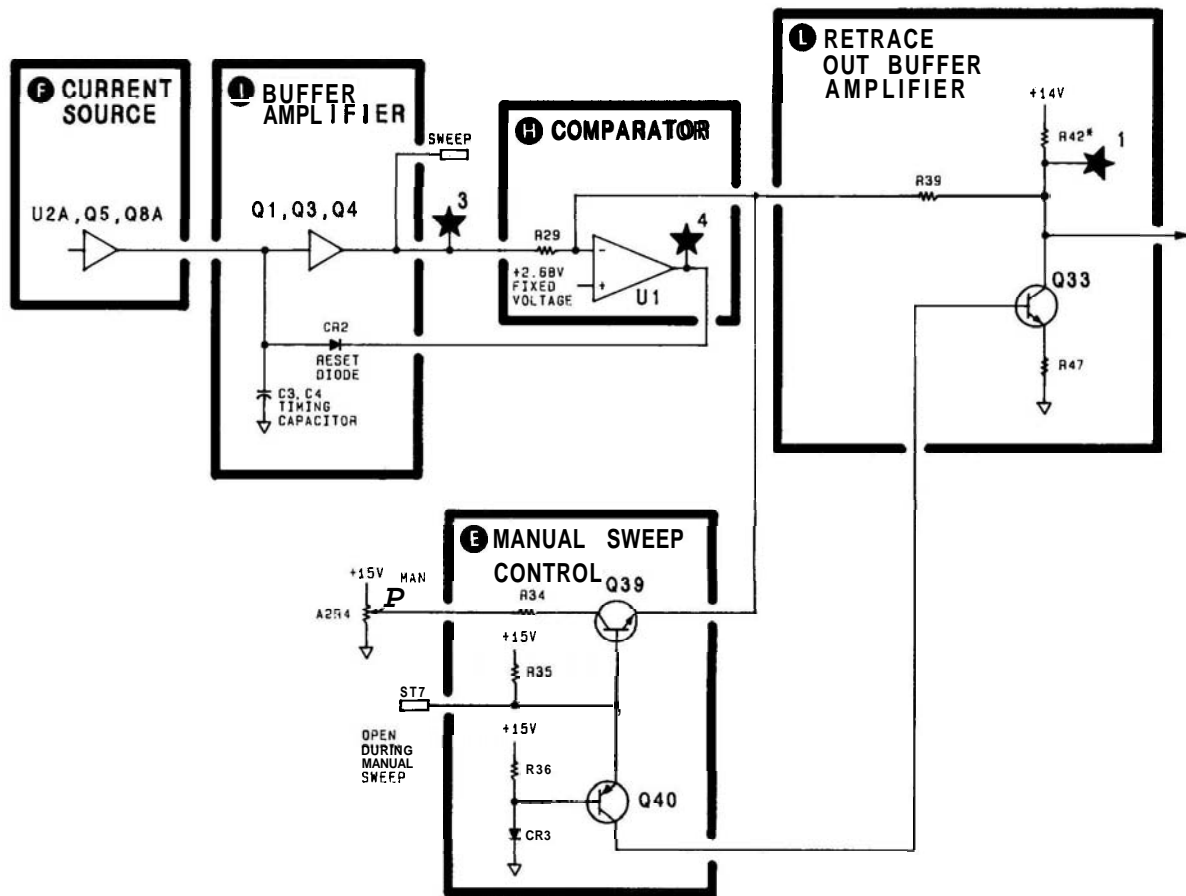 F CURRENT
SOURCE
U2A, Q5, Q8A
I BUFFER
AMPLIFIER
SWEEP
Q1, Q3, Q4
3
CR2
RESET
DIODE
C3, C4
TIMING
CAPACITOR
H COMPARATOR
R29
4
+2.68V
FIXED
VOLTAGE
-
+
U1
L RETRACE
OUT BUFFER
AMPLIFIER
+14V
R42*
1
R39
Q33
R47
E MANUAL SWEEP
CONTROL
+15V
MAN
P
A2R4
R34
Q39
+15V
R35
ST7
+15V
OPEN
DURING
MANUAL
SWEEP
R36
Q40
CR3